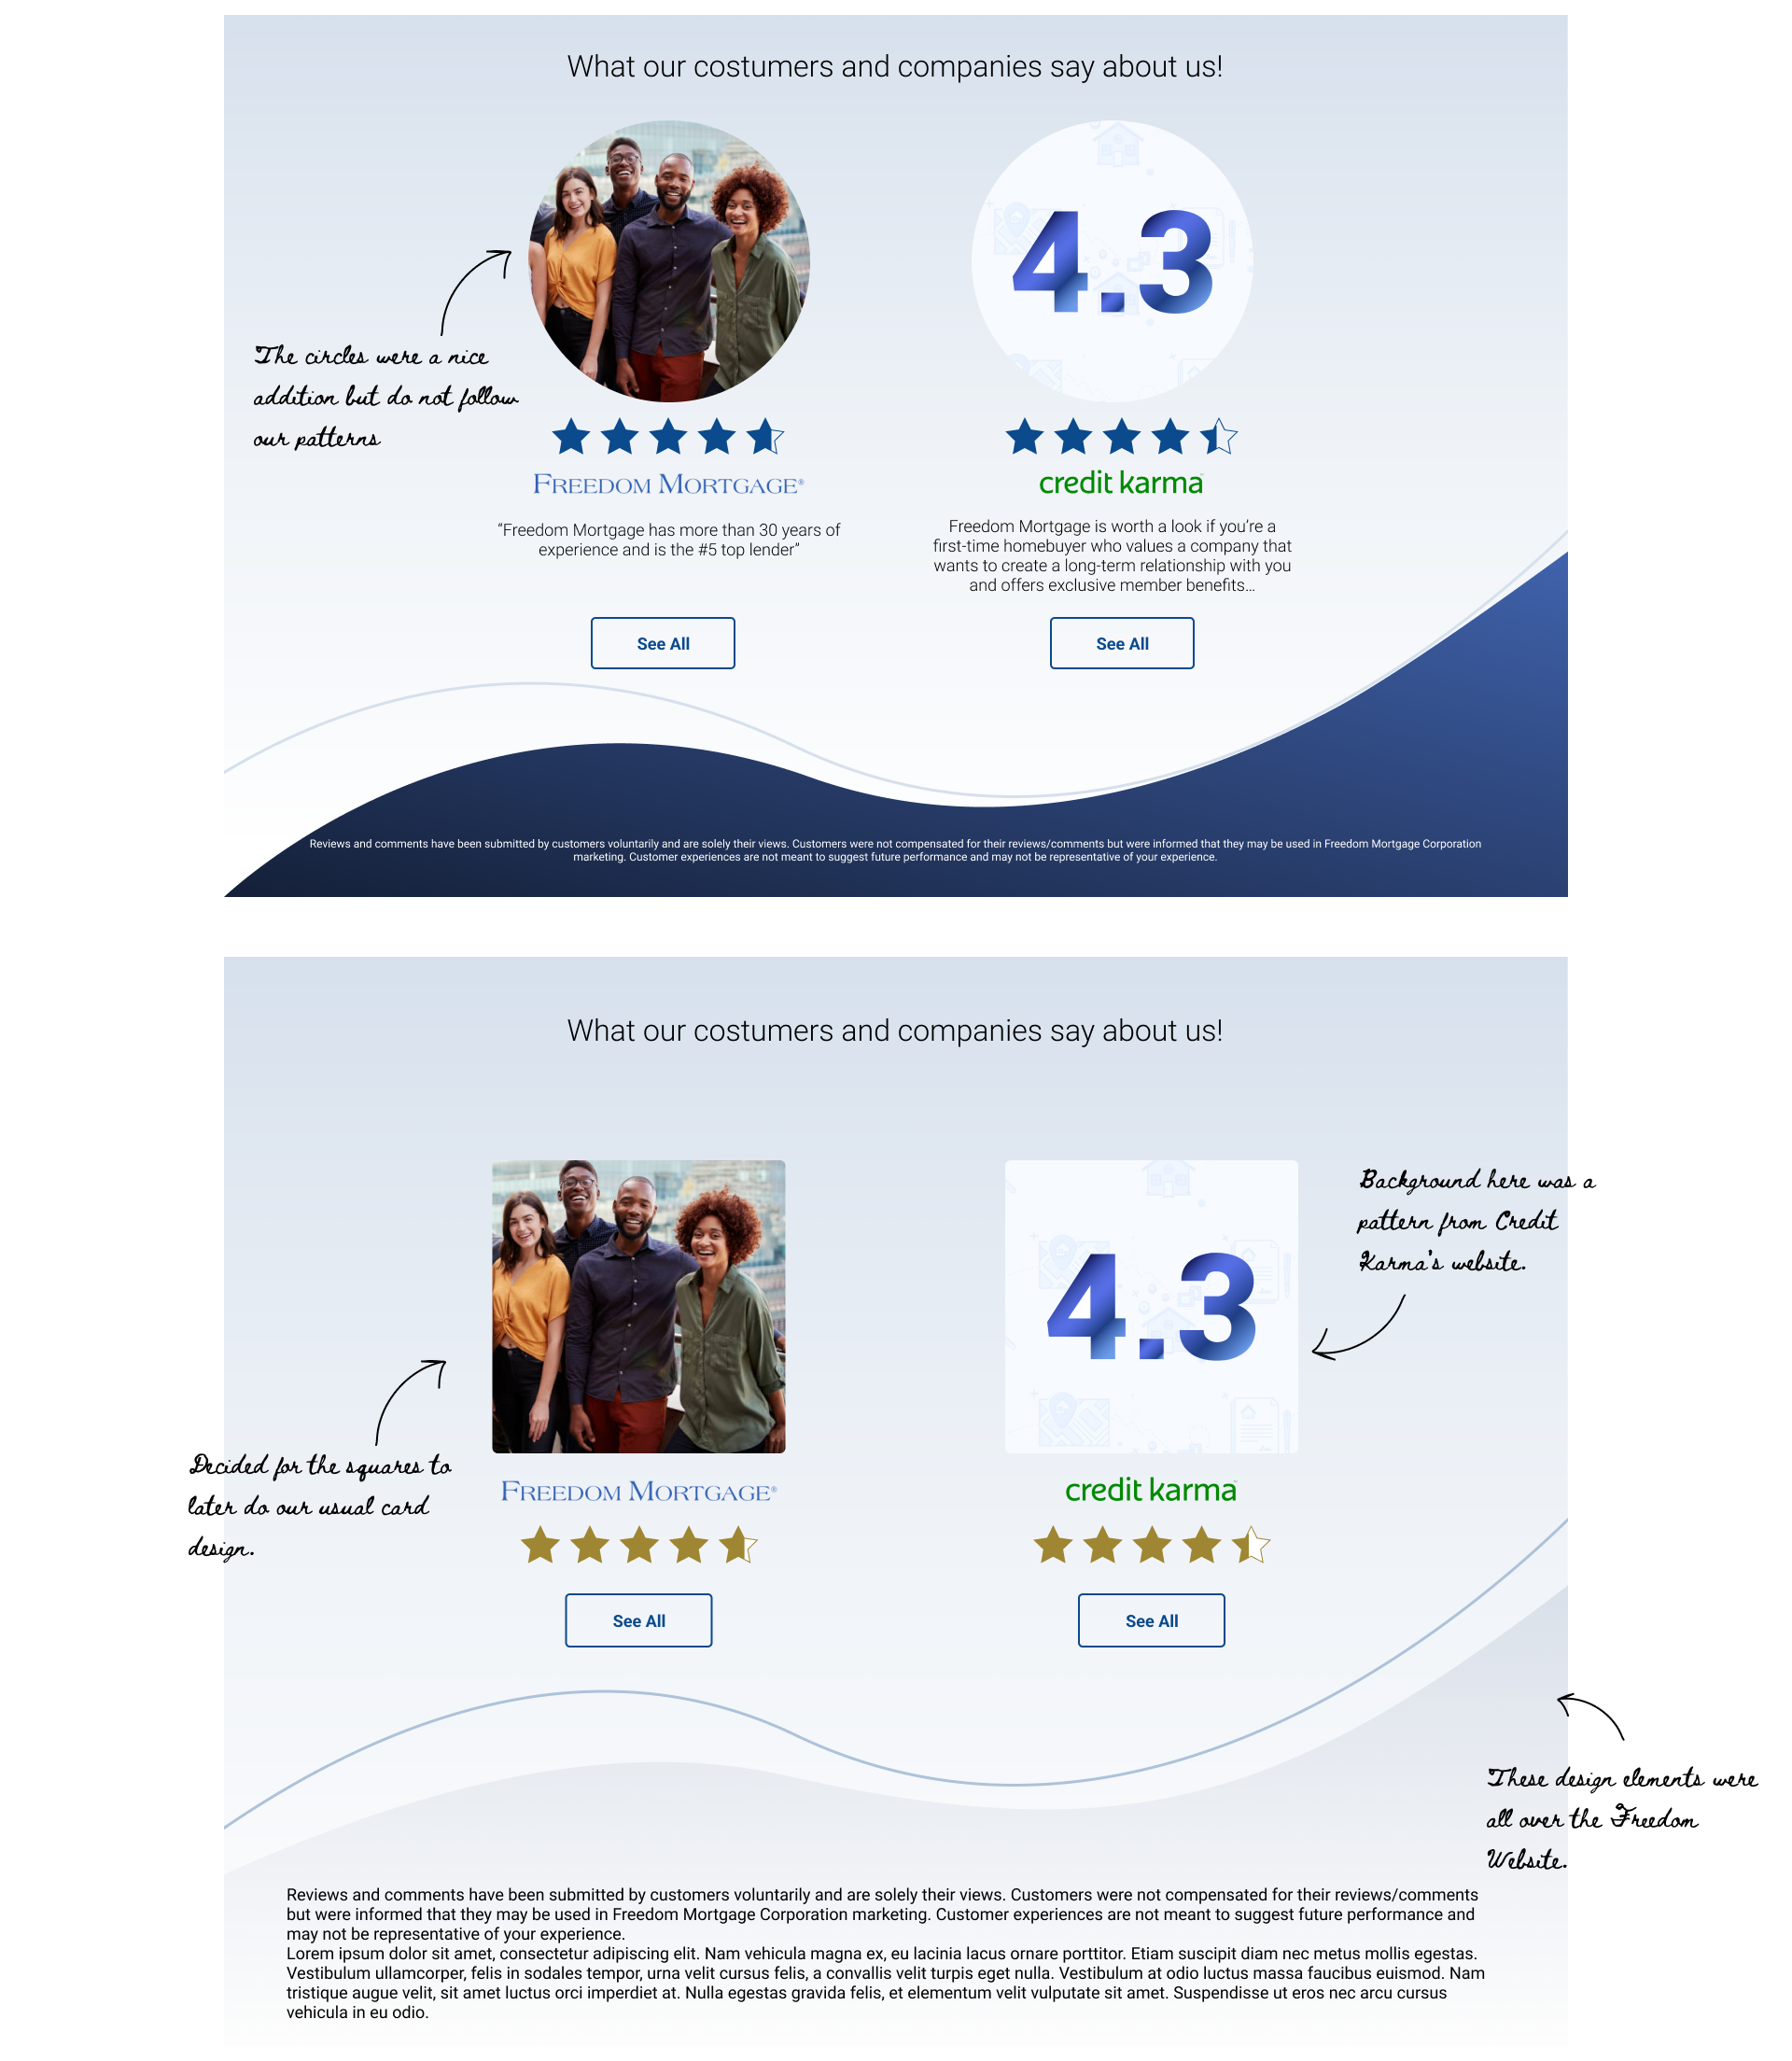 What our costumers and companies say about us!
4.3
The circles were a nice
addition but do not follow
our patterns
FREEDOM MORTGAGE®
credit karma
“Freedom Mortgage has more than 30 years of
experience and is the #5 top lender”
Freedom Mortgage is worth a look if you’re a
first-time homebuyer who values a company that
wants to create a long-term relationship with you
and offers exclusive member benefits...
See All
See All
Reviews and comments have been submitted by customers voluntarily and are solely their views. Customers were not compensated for their reviews/comments but were informed that they may be used in Freedom Mortgage Corporation
marketing. Customer experiences are not meant to suggest future performance and may not be representative of your experience.
What our costumers and companies say about us!
Background here was a
pattern from Credit
Karma's website.
4.3
Decided for the squares to
later do our usual card
design.
FREEDOM MORTGAGE®
credit karma
See All
See All
These design elements were
all over the Freedom
Website.
Reviews and comments have been submitted by customers voluntarily and are solely their views. Customers were not compensated for their reviews/comments
but were informed that they may be used in Freedom Mortgage Corporation marketing. Customer experiences are not meant to suggest future performance and
may not be representative of your experience.
Lorem ipsum dolor sit amet, consectetur adipiscing elit. Nam vehicula magna ex, eu lacinia lacus ornare porttitor. Etiam suscipit diam nec metus mollis egestas.
Vestibulum ullamcorper, felis in sodales tempor, urna velit cursus felis, a convallis velit turpis eget nulla. Vestibulum at odio luctus massa faucibus euismod. Nam
tristique augue velit, sit amet luctus orci imperdiet at. Nulla egestas gravida felis, et elementum velit vulputate sit amet. Suspendisse ut eros nec arcu cursus
vehicula in eu odio.